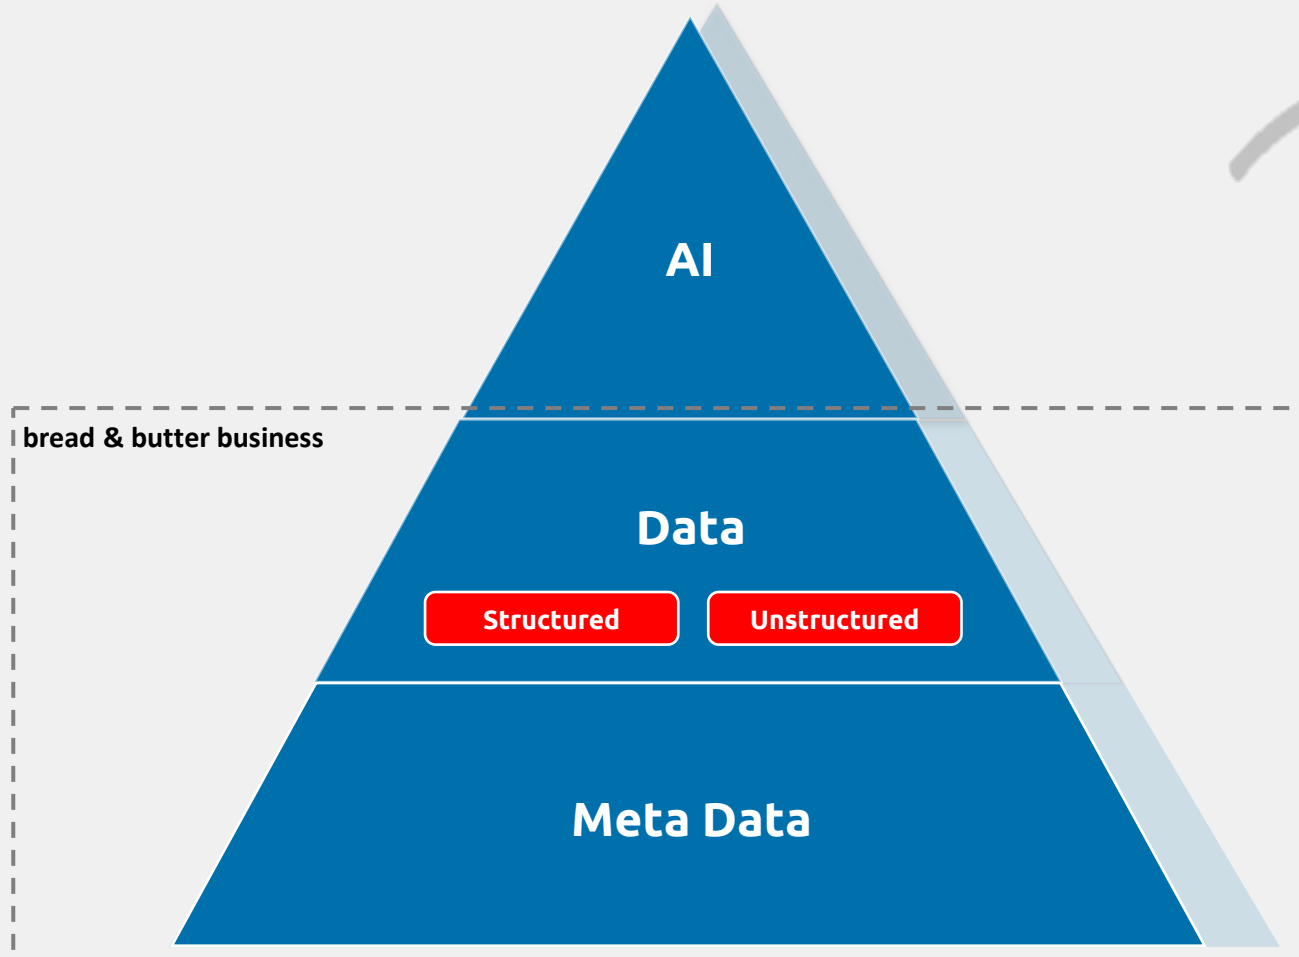 AI
bread & butter business
Data
Structured
Unstructured
Meta Data